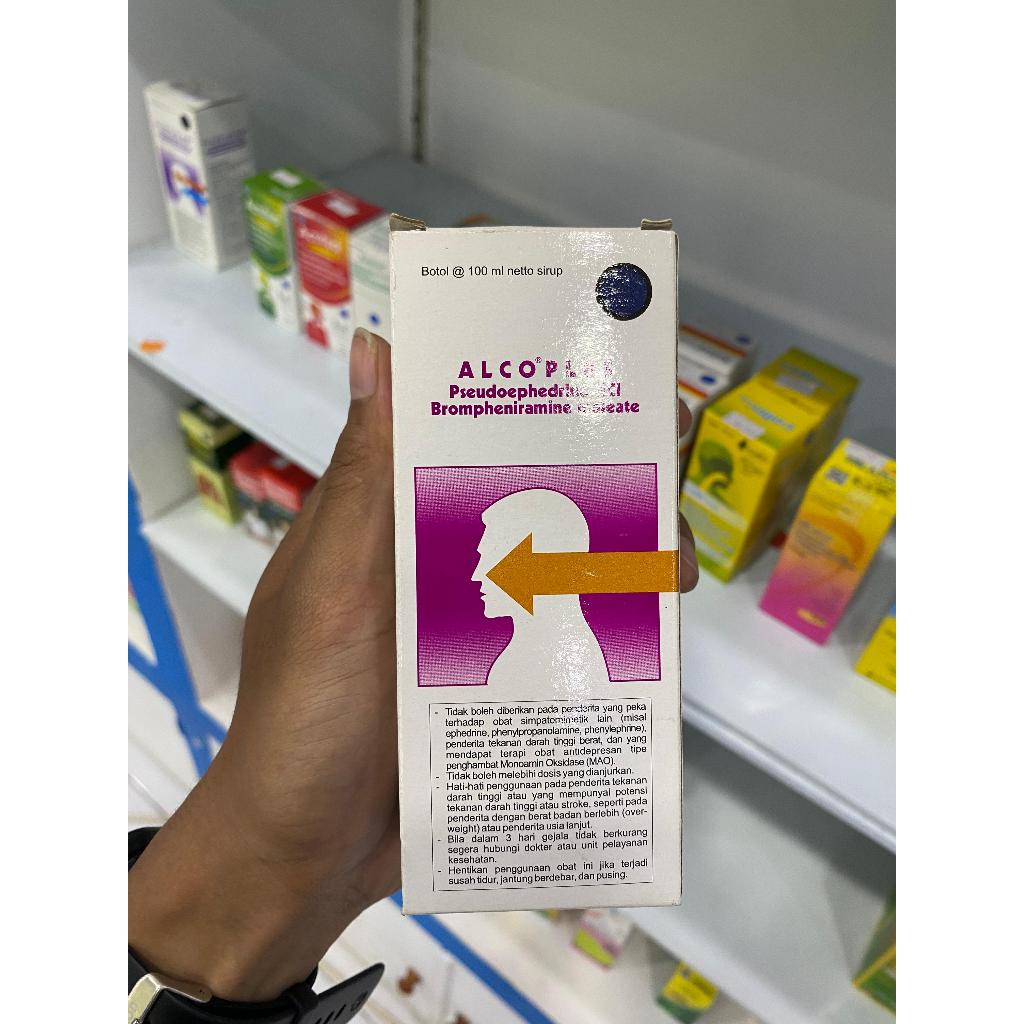 Botol @ 100 ml netto sirup
ALCO® PLUS
Pseudoephedrine HCl
Brompheniramine maleate
- Tidak boleh diberikan pada penderita yang peka
terhadap obat simpatomimetik lain (misal
ephedrine, phenylpropanolamine, phenylephrine),
penderita tekanan darah tinggi berat, dan yang
mendapat terapi obat antidepresan tipe
penghambat Monoamin Oksidase (MAO).
- Tidak boleh melebihi dosis yang dianjurkan.
- Hati-hati penggunaan pada penderita tekanan
darah tinggi atau yang mempunyai potensi
tekanan darah tinggi atau stroke, seperti pada
penderita dengan berat badan berlebih (over-
weight) atau penderita usia lanjut.
- Bila dalam 3 hari gejala tidak berkurang
segera hubungi dokter atau unit pelayanan
kesehatan.
- Hentikan penggunaan obat ini jika terjadi
susah tidur, jantung berdebar, dan pusing.